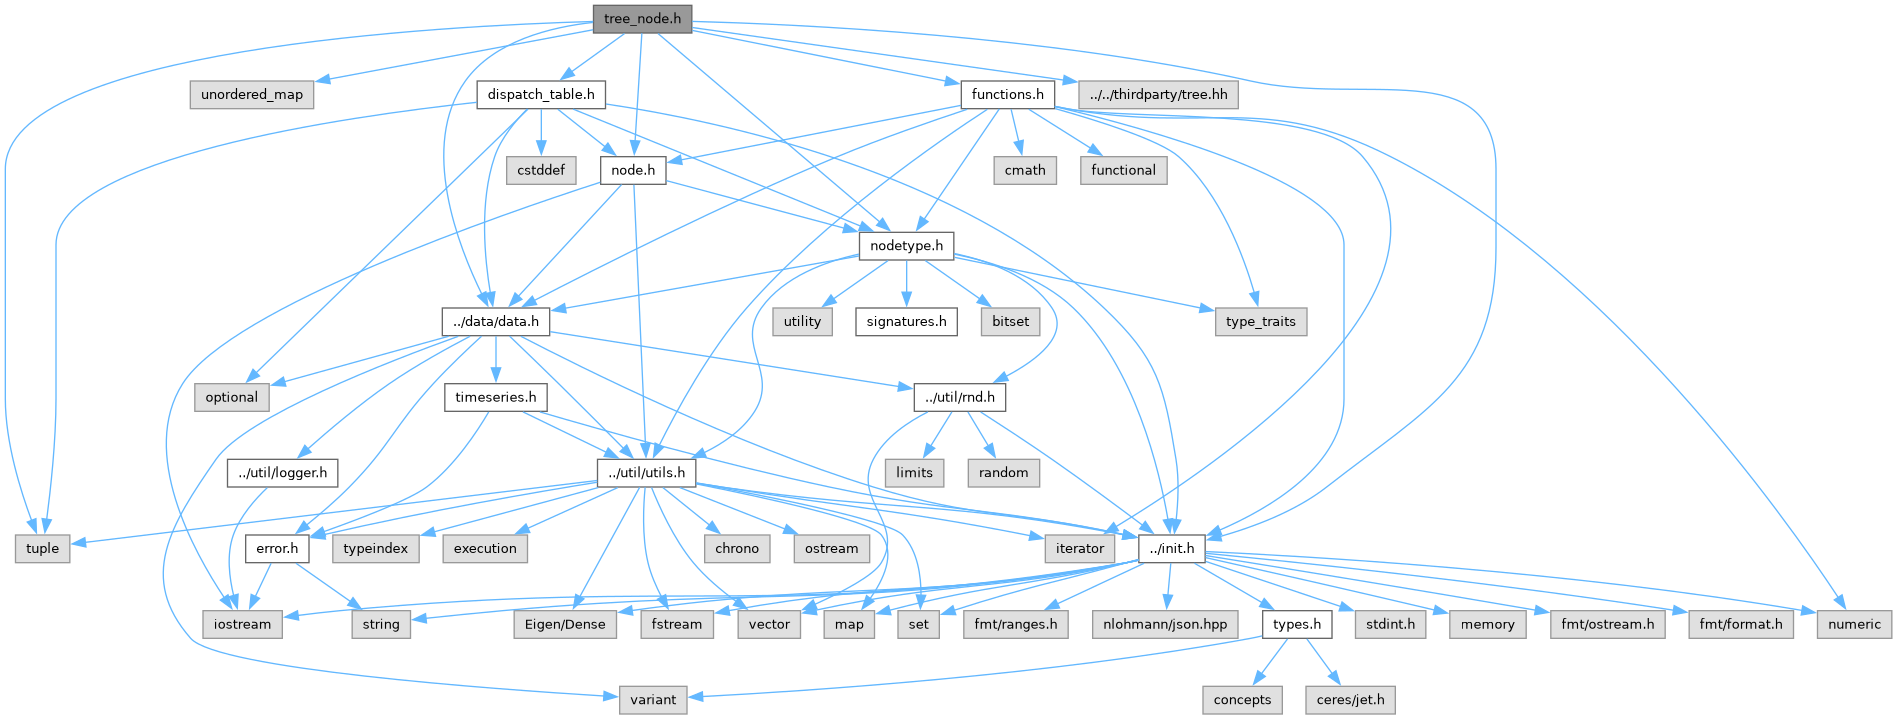 tree_node.h
unordered_map
dispatch_table.h
functions.h
../../thirdparty/tree.hh
cstddef
node.h
cmath
functional
nodetype.h
../data/data.h
utility
signatures.h
bitset
type_traits
optional
timeseries.h
../util/rnd.h
../util/logger.h
../util/utils.h
limits
random
tuple
error.h
typeindex
execution
chrono
ostream
iterator
../init.h
iostream
string
Eigen/Dense
fstream
vector
map
set
fmt/ranges.h
nlohmann/json.hpp
types.h
stdint.h
memory
fmt/ostream.h
fmt/format.h
numeric
variant
concepts
ceres/jet.h